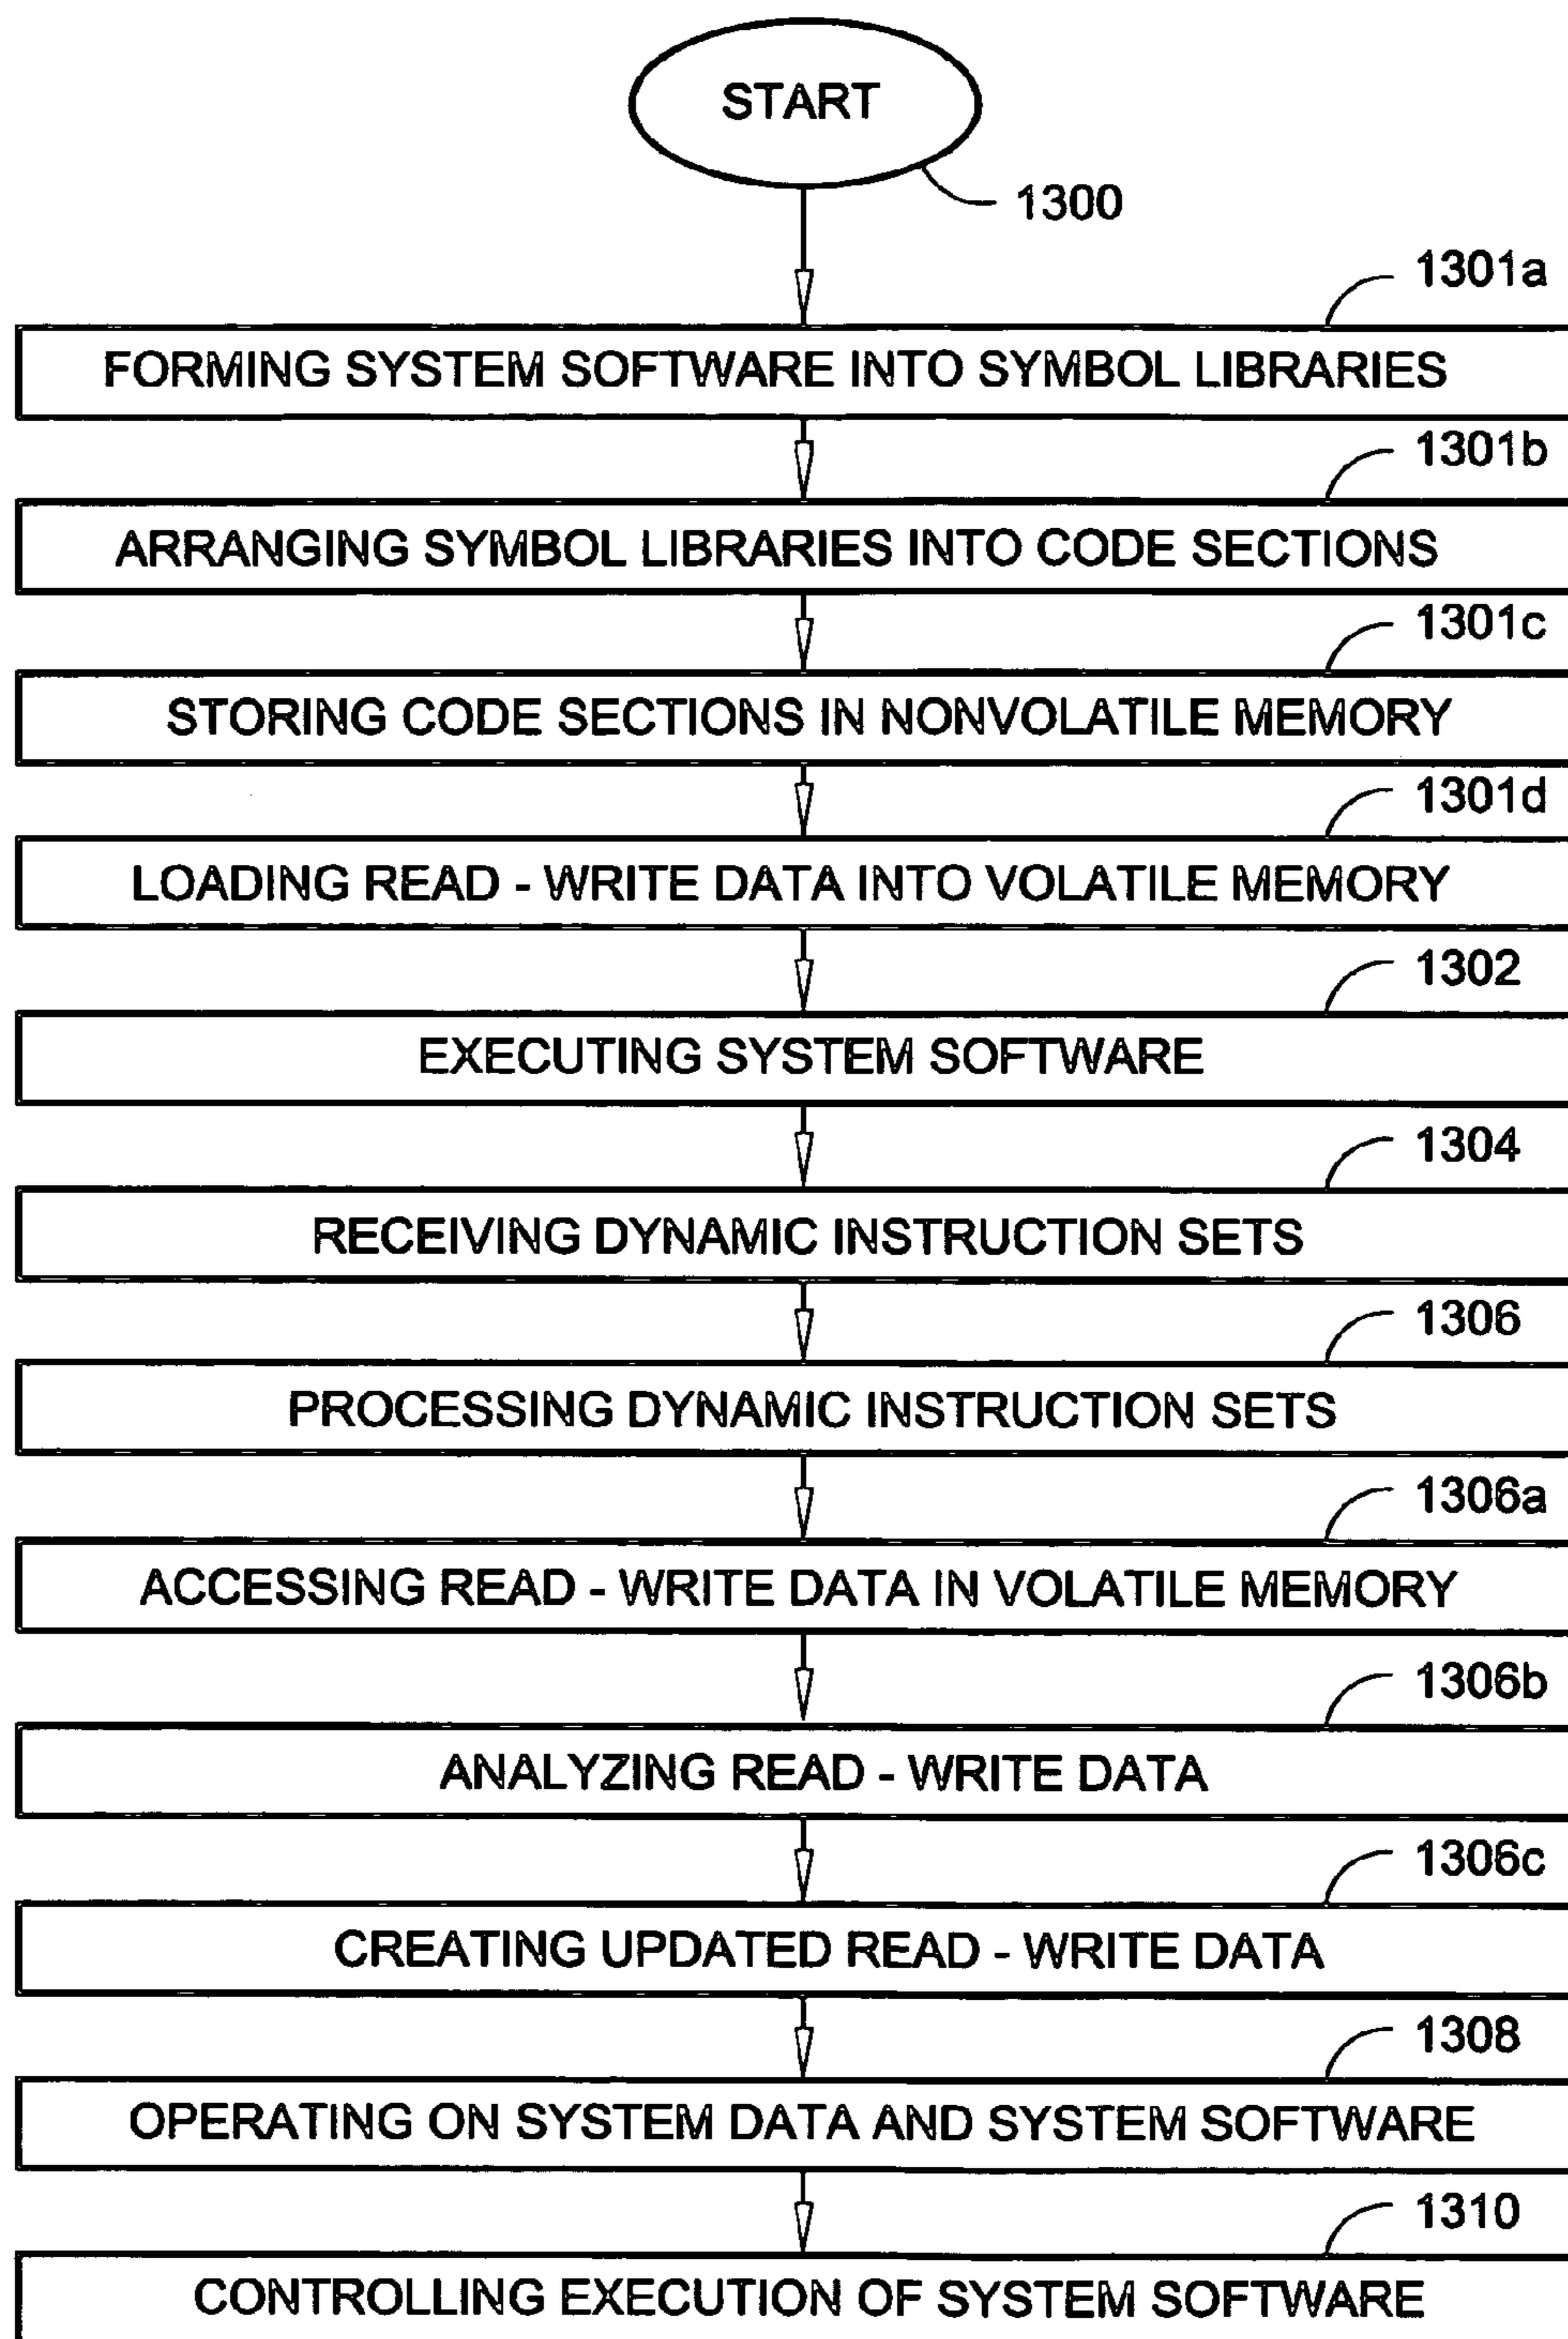 START
1300
1301a
FORMING SYSTEM SOFTWARE INTO SYMBOL LIBRARIES
1301b
ARRANGING SYMBOL LIBRARIES INTO CODE SECTIONS
1301c
STORING CODE SECTIONS IN NONVOLATILE MEMORY
1301d
LOADING READ - WRITE DATA INTO VOLATILE MEMORY
1302
EXECUTING SYSTEM SOFTWARE
1304
RECEIVING DYNAMIC INSTRUCTION SETS
1306
PROCESSING DYNAMIC INSTRUCTION SETS
1306a
ACCESSING READ - WRITE DATA IN VOLATILE MEMORY
1306b
ANALYZING READ - WRITE DATA
1306c
CREATING UPDATED READ - WRITE DATA
1308
OPERATING ON SYSTEM DATA AND SYSTEM SOFTWARE
1310
CONTROLLING EXECUTION OF SYSTEM SOFTWARE